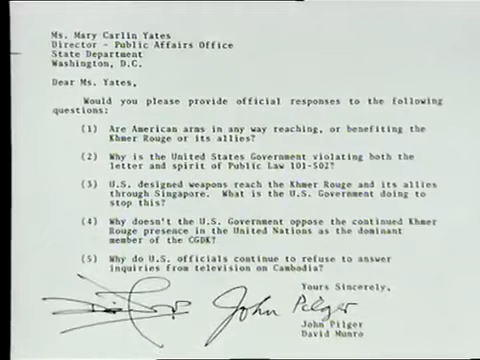 Ms. Mary Carlin Yates
Director - Public Affairs Office
State Department
Washington, D.C.
Dear Ms. Yates,
Would you please provide official responses to the following
questions:
(1) Are American arms in any way reaching, or benefiting the
Khmer Rouge or its allies?
(2) Why is the United States Government violating both the
letter and spirit of Public Law 101-502?
(3) U.S. designed weapons reach the Khmer Rouge and its allies
through Singapore. What is the U.S. Government doing to
stop this?
(4) Why doesn't the U.S. Government oppose the continued Khmer
Rouge presence in the United Nations as the dominant
member of the CGDK?
(5) Why do U.S. officials continue to refuse to answer
inquiries from television on Cambodia?
Yours Sincerely,
John Pilger
John Pilger
David Munro